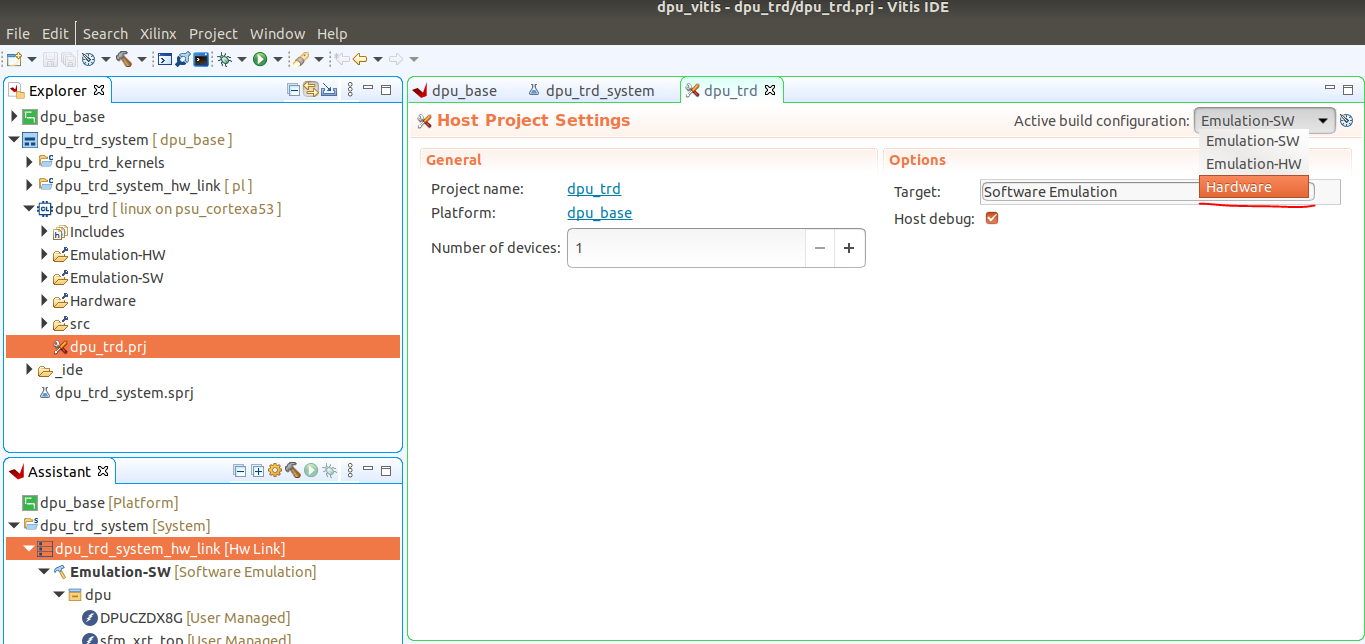 dpu_vitis - dpu_trd/dpu_trd.prj - Vitis IDE
File Edit Search Xilinx Project Window Help
Explorer
dpu_base
dpu_trd_system [ dpu_base ]
dpu_trd_kernels
dpu_trd_system_hw_link [ pl ]
dpu_trd [ linux on psu_cortexa53 ]
Includes
Emulation-HW
Emulation-SW
Hardware
src
dpu_trd.prj
_ide
dpu_trd_system.sprj
Assistant
dpu_base [Platform]
dpu_trd_system [System]
dpu_trd_system_hw_link [Hw Link]
Emulation-SW [Software Emulation]
dpu
DPUCZDX8G [User Managed]
sfm_xrt_top [User Managed]
dpu_base dpu_trd_system dpu_trd
Host Project Settings
Active build configuration: Emulation-SW
Emulation-SW
Emulation-HW
Hardware
General
Project name: dpu_trd
Platform: dpu_base
Number of devices: 1 − +
Options
Target: Software Emulation
Host debug: